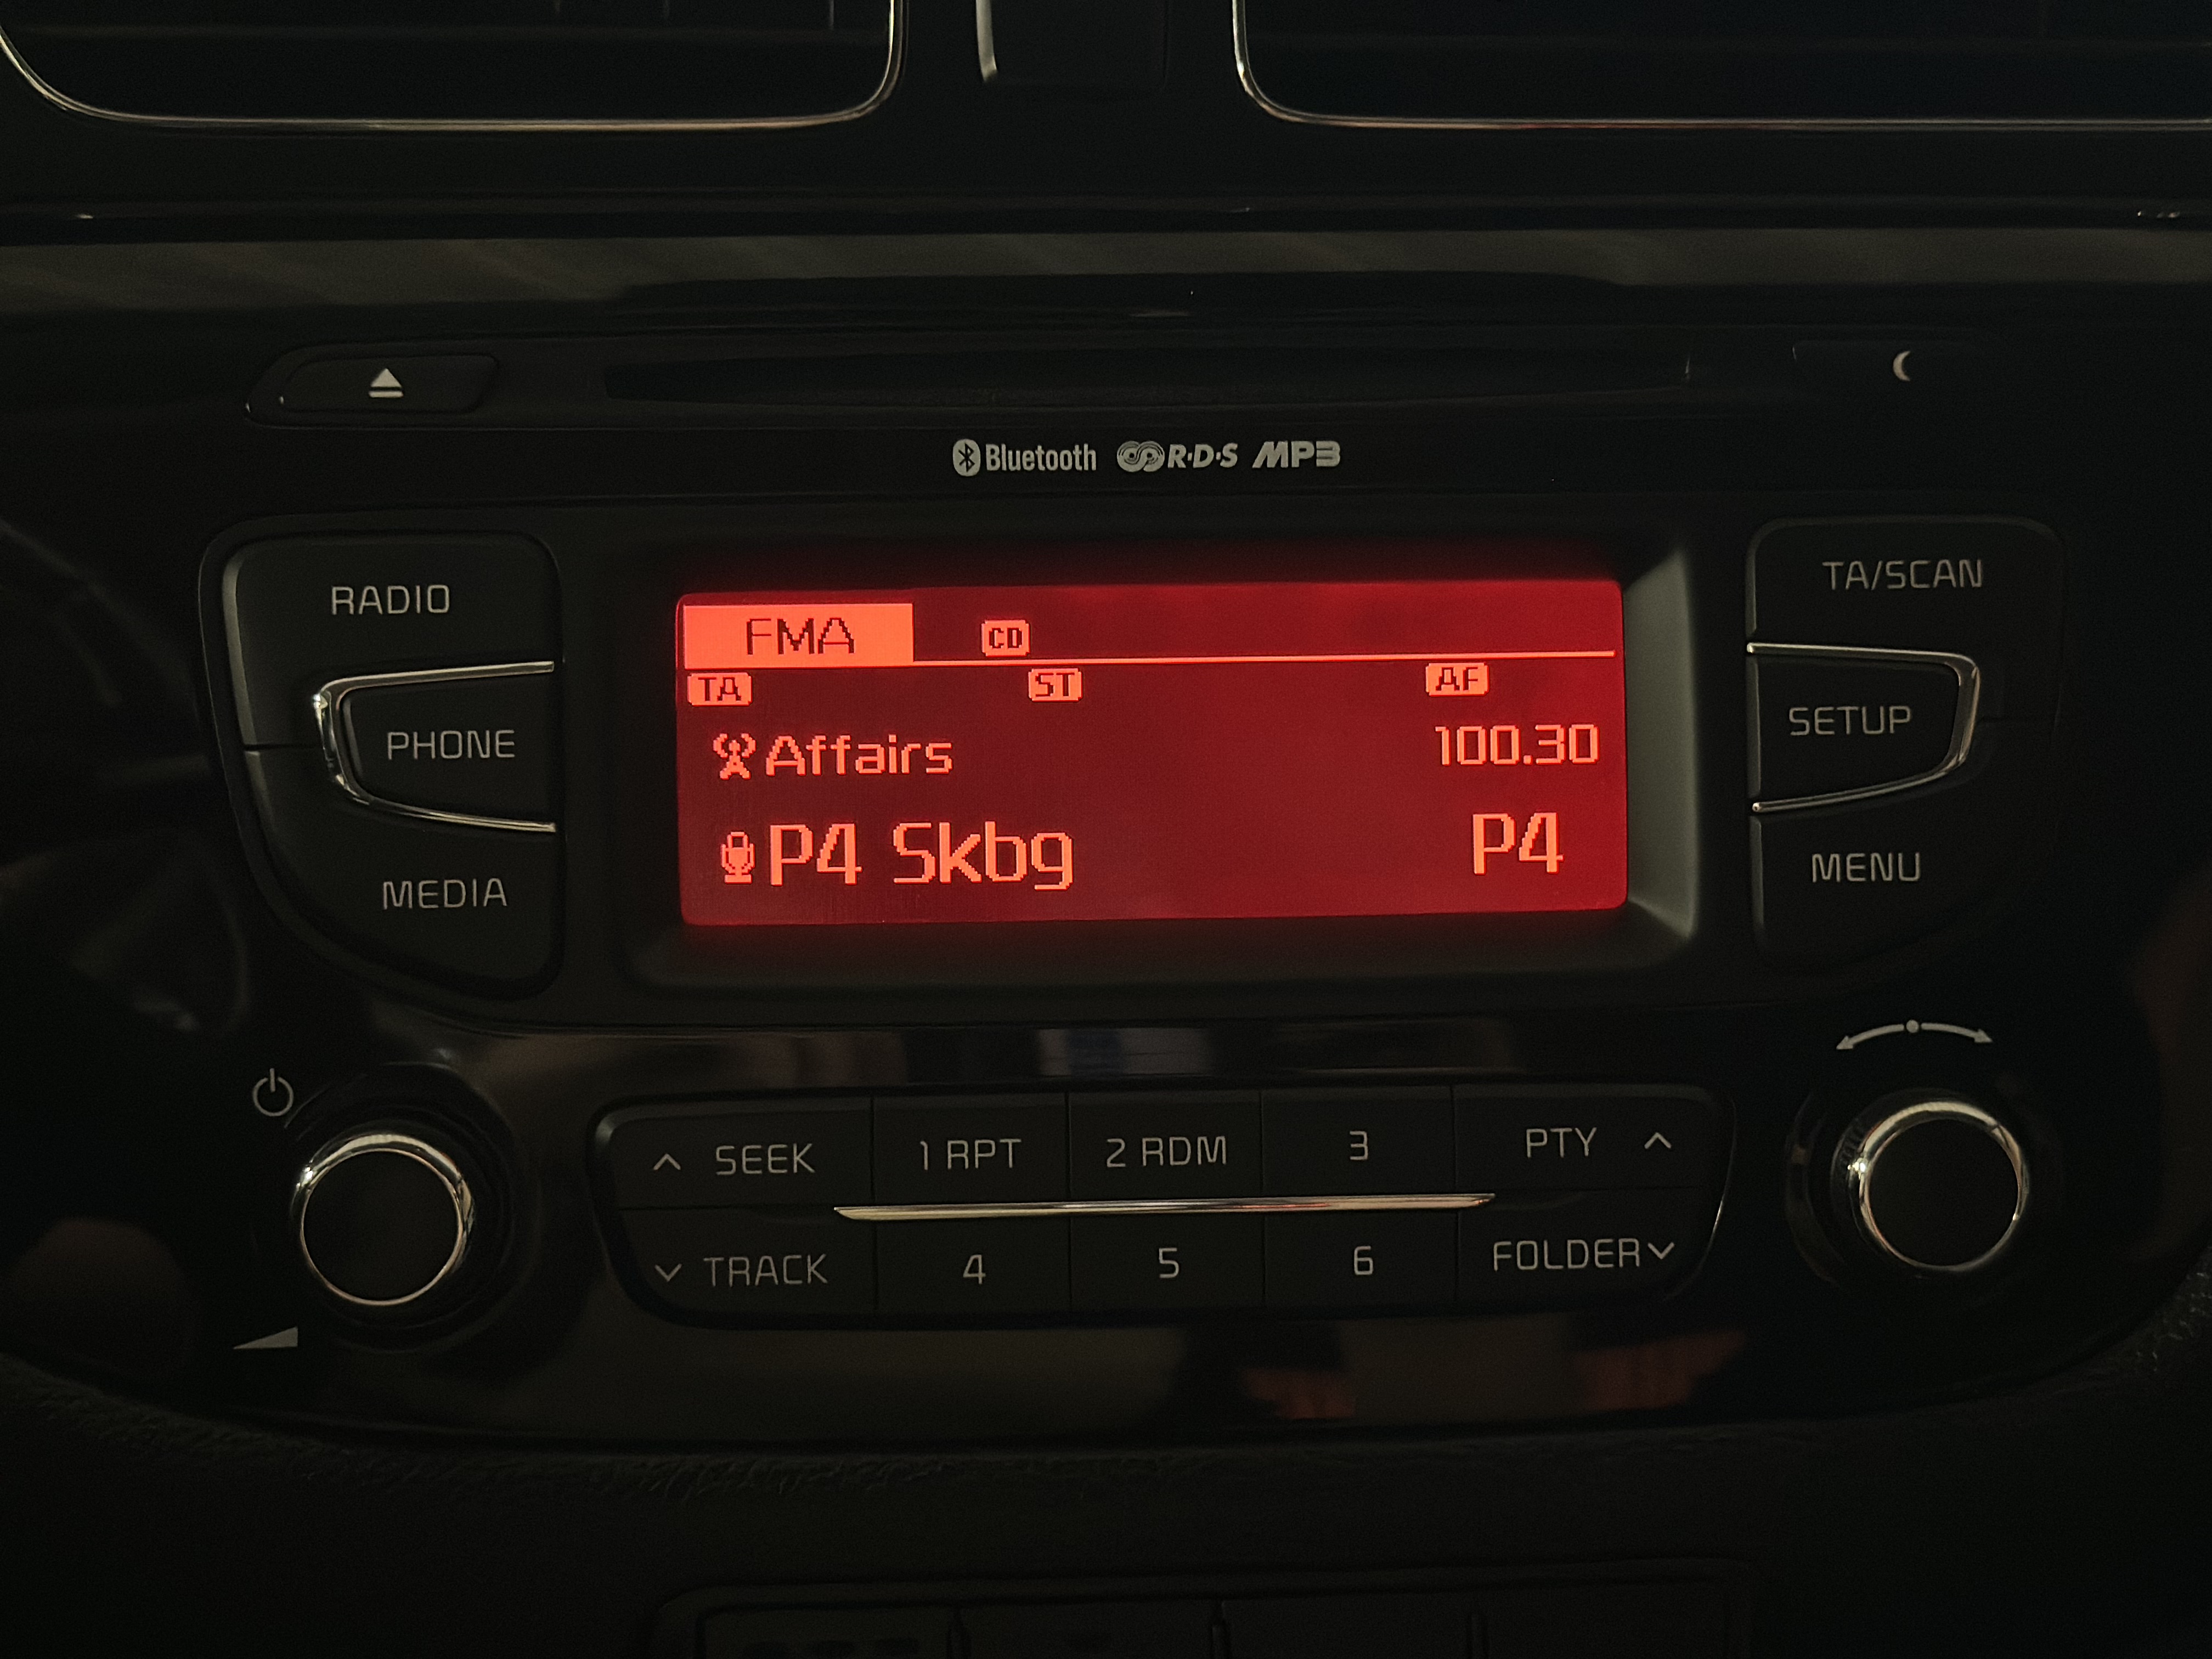 Bluetooth R·D·S MP3
RADIO
PHONE
MEDIA
FMA CD
TA ST AF
Affairs 100.30
P4 Skbg P4
TA/SCAN
SETUP
MENU
SEEK 1 RPT 2 RDM 3 PTY
TRACK 4 5 6 FOLDER